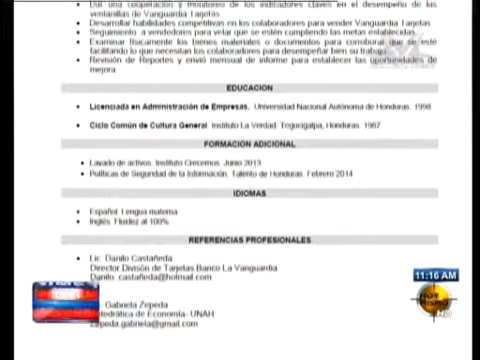 Dar una cooperación y monitoreo de los indicadores claves en el desempeño de las
ventanillas de Vanguardia Tarjetas
• Desarrollar habilidades competitivas en los colaboradores para vender Vanguardia Tarjetas
• Seguimiento a vendedores para velar que se estén cumpliendo las metas establecidas
• Examinar físicamente los bienes materiales o documentos para corroborar que se esté
facilitando lo que necesitan los colaboradores para desempeñar bien su trabajo
• Revisión de Reportes y envió mensual de informe para establecer las oportunidades de
mejora
EDUCACION
• Licenciada en Administración de Empresas. Universidad Nacional Autónoma de Honduras. 1998
• Ciclo Común de Cultura General Instituto La Verdad. Tegucigalpa, Honduras. 1987
FORMACION ADICIONAL
• Lavado de activos. Instituto Crecemos. Junio 2013
• Políticas de Seguridad de la Información. Talento de Honduras. Febrero 2014
IDIOMAS
• Español. Lengua materna
• Inglés. Fluidez al 100%
REFERENCIAS PROFESIONALES
• Lic. Danilo Castañeda
Director División de Tarjetas Banco La Vanguardia
Danilo_castañeda@hotmail.com
Gabriela Zepeda
Catedrática de Economía- UNAH
zepeda.gabriela@gmail.com
11:16 AM
HOY
MISMO